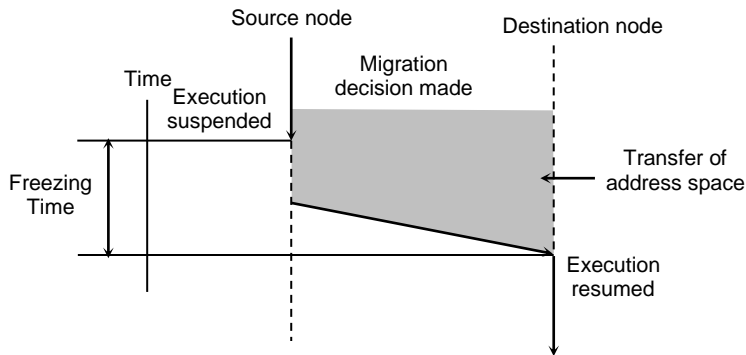 Source node
Destination node
Migration
decision made
Time
Execution
suspended
Freezing
Time
Transfer of
address space
Execution
resumed